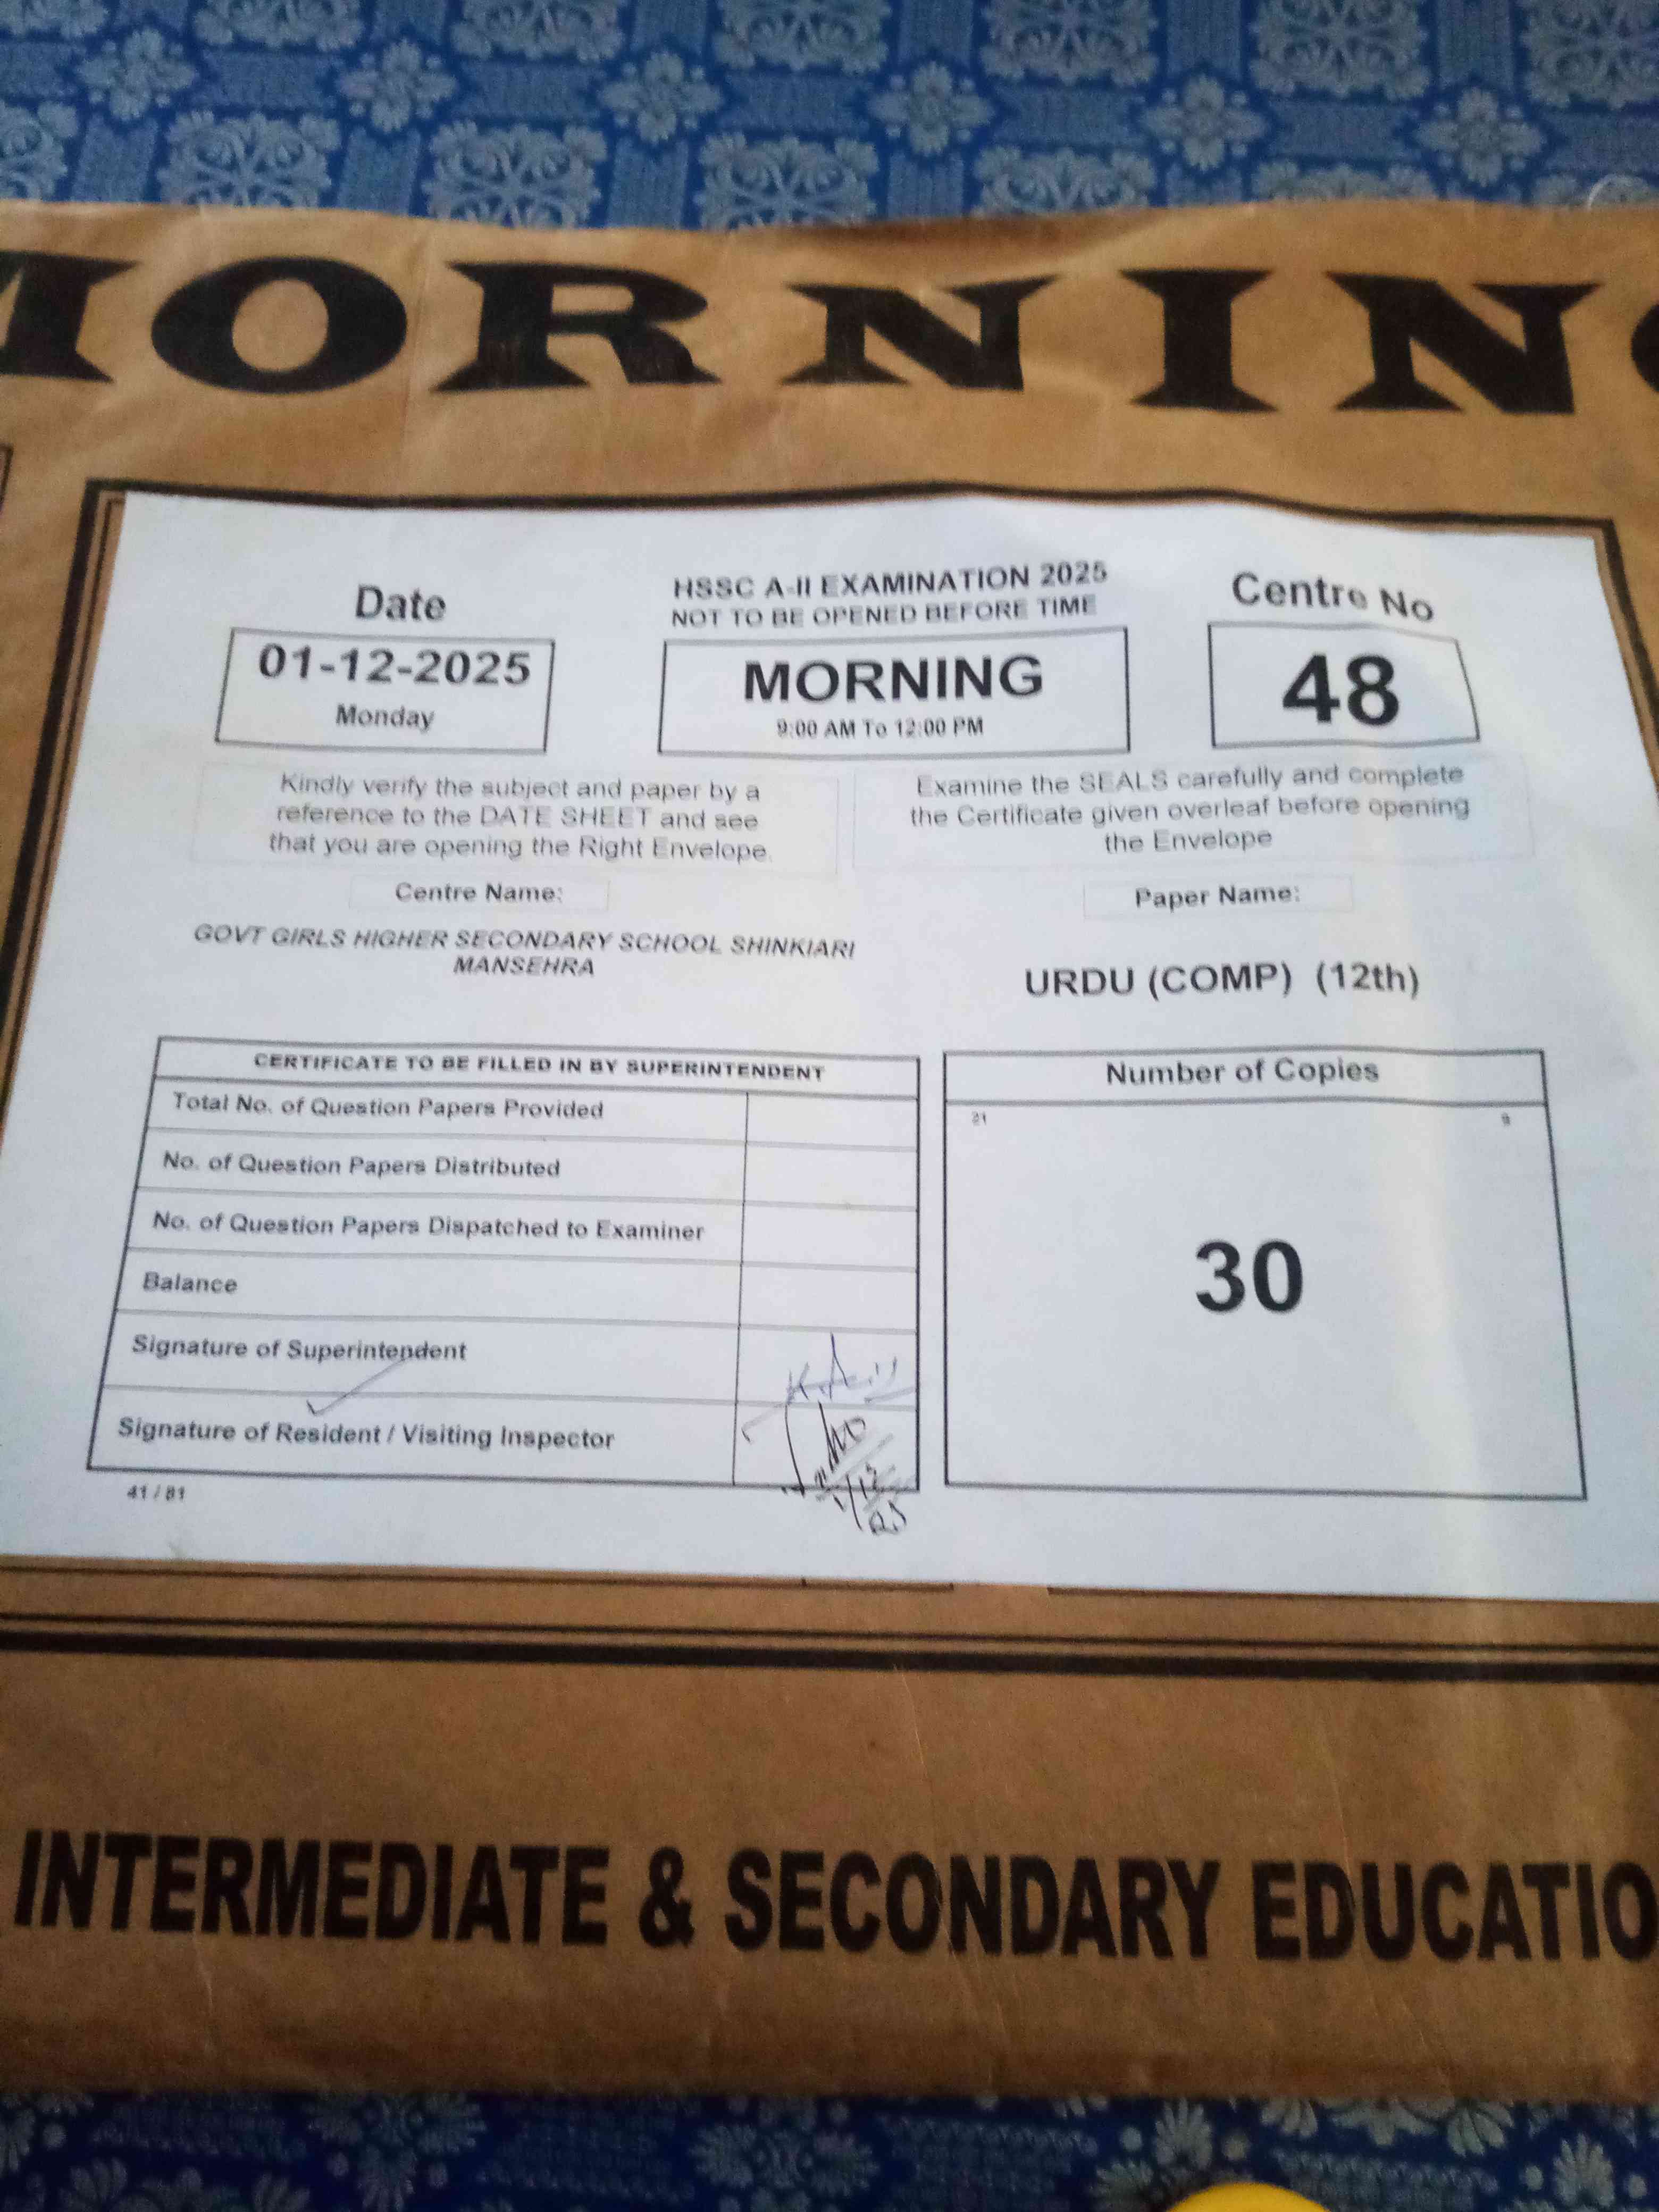 MORNING
Date
HSSC A-II EXAMINATION 2025
NOT TO BE OPENED BEFORE TIME
Centre No
01-12-2025
Monday
MORNING
9:00 AM To 12:00 PM
48
Kindly verify the subject and paper by a
reference to the DATE SHEET and see
that you are opening the Right Envelope.
Examine the SEALS carefully and complete
the Certificate given overleaf before opening
the Envelope
Centre Name:
GOVT GIRLS HIGHER SECONDARY SCHOOL SHINKIARI
MANSEHRA
Paper Name:
URDU (COMP) (12th)
CERTIFICATE TO BE FILLED IN BY SUPERINTENDENT
Total No. of Question Papers Provided
No. of Question Papers Distributed
No. of Question Papers Dispatched to Examiner
Balance
Signature of Superintendent
Signature of Resident / Visiting Inspector
1/12
25
41 / 81
Number of Copies
21 9
30
INTERMEDIATE & SECONDARY EDUCATIO